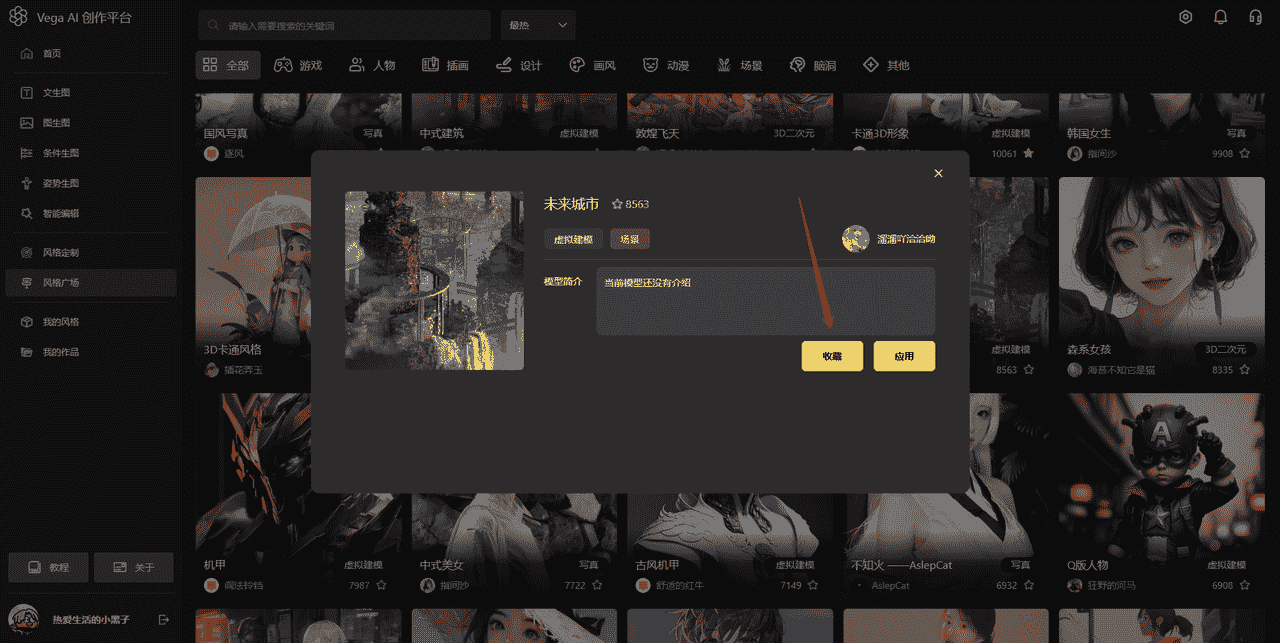 Vega AI 创作平台
请输入需要搜索的关键词
最热
首页
文生图
图生图
条件生图
姿势生图
智能编辑
风格定制
风格广场
我的风格
我的作品
教程
关于
热爱生活的小黑子
全部
游戏
人物
插画
设计
画风
动漫
场景
脑洞
其他
国风写真
写真
逐风
中式建筑
虚拟建模
敦煌飞天
3D二次元
卡通3D形象
虚拟建模
10061
韩国女生
写真
指间沙
9908
未来城市
8563
虚拟建模
场景
溜溜吖洽洽呦
模型简介
当前模型还没有介绍
收藏
应用
3D卡通风格
插花弄玉
虚拟建模
8563
森系女孩
3D二次元
海苔不知它是猫
8335
机甲
虚拟建模
阔法铃铛
7987
中式美女
写真
指间沙
7722
古风机甲
虚拟建模
舒适的红牛
7149
不知火 ——AslepCat
写真
AslepCat
6932
Q版人物
虚拟建模
狂野的河马
6908